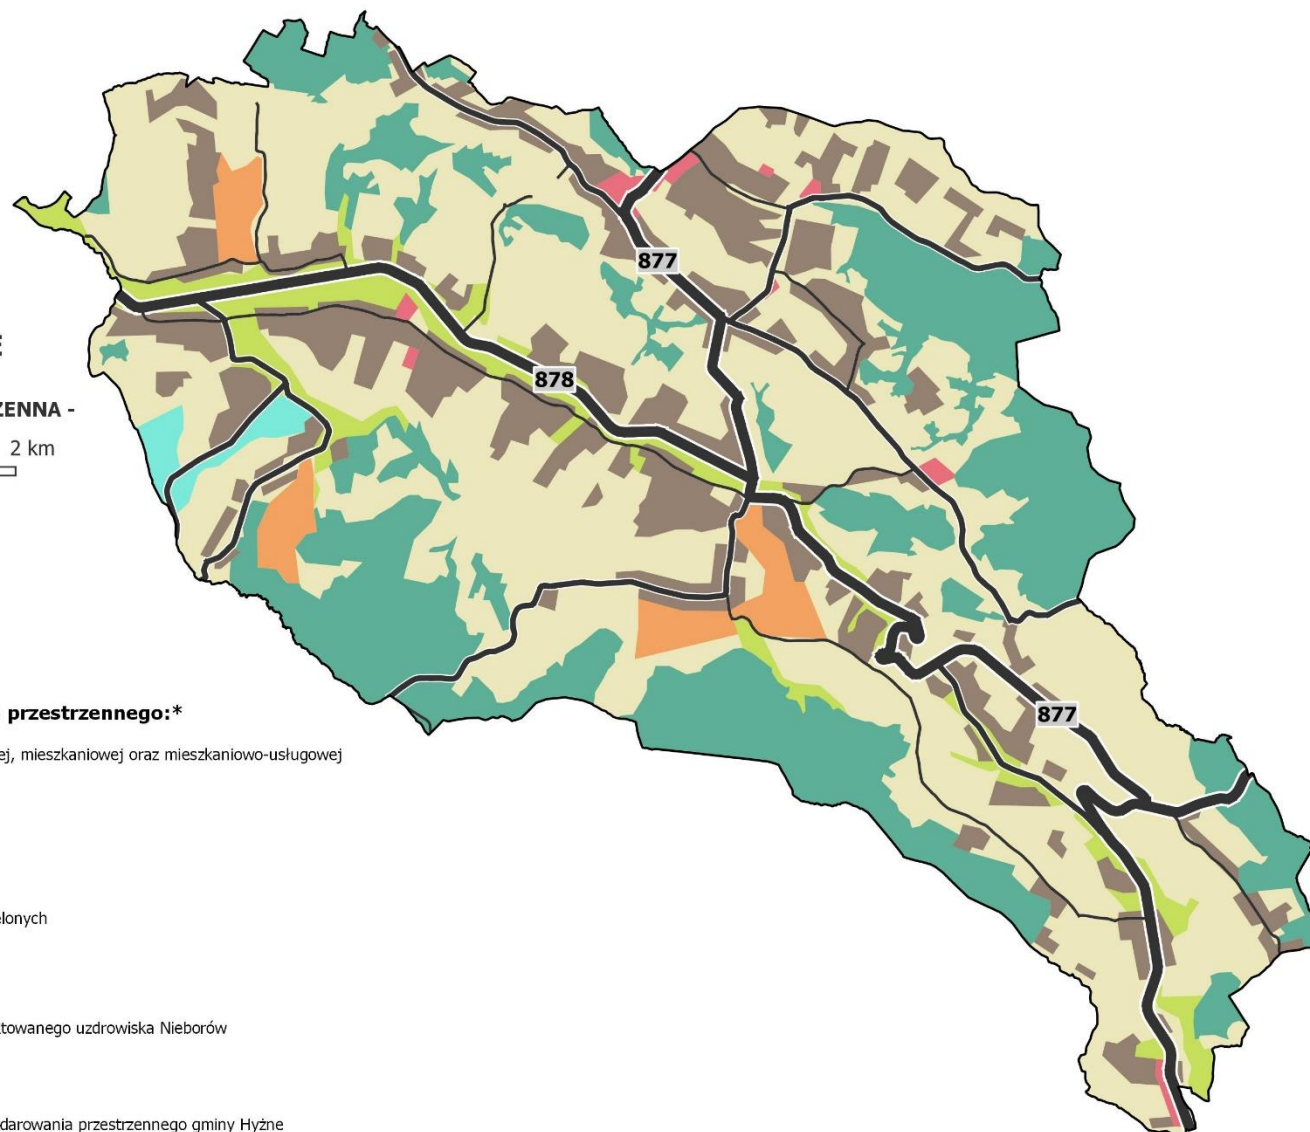 877
E
878
ZENNA -
2 km
przestrzennego:*
ej, mieszkaniowej oraz mieszkaniowo-usługowej
877
elonych
towanego uzdrowiska Nieborów
darowania przestrzennego gminy Hyżne